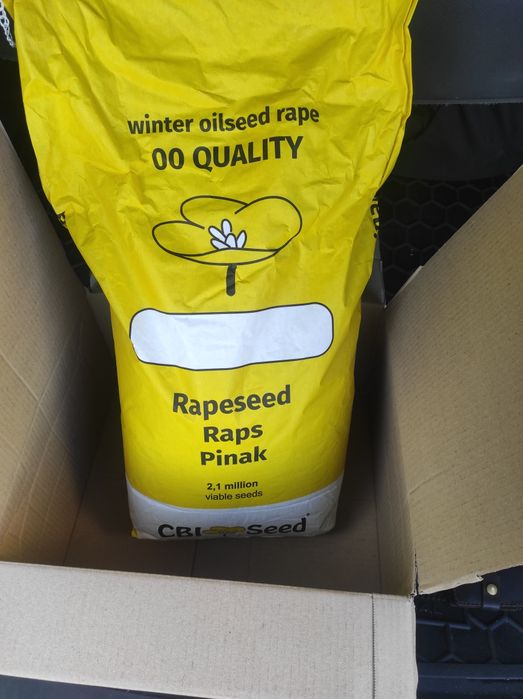 winter oilseed rape
00 QUALITY
Rapeseed
Raps
Pinak
2,1 million
viable seeds
CBI Seed